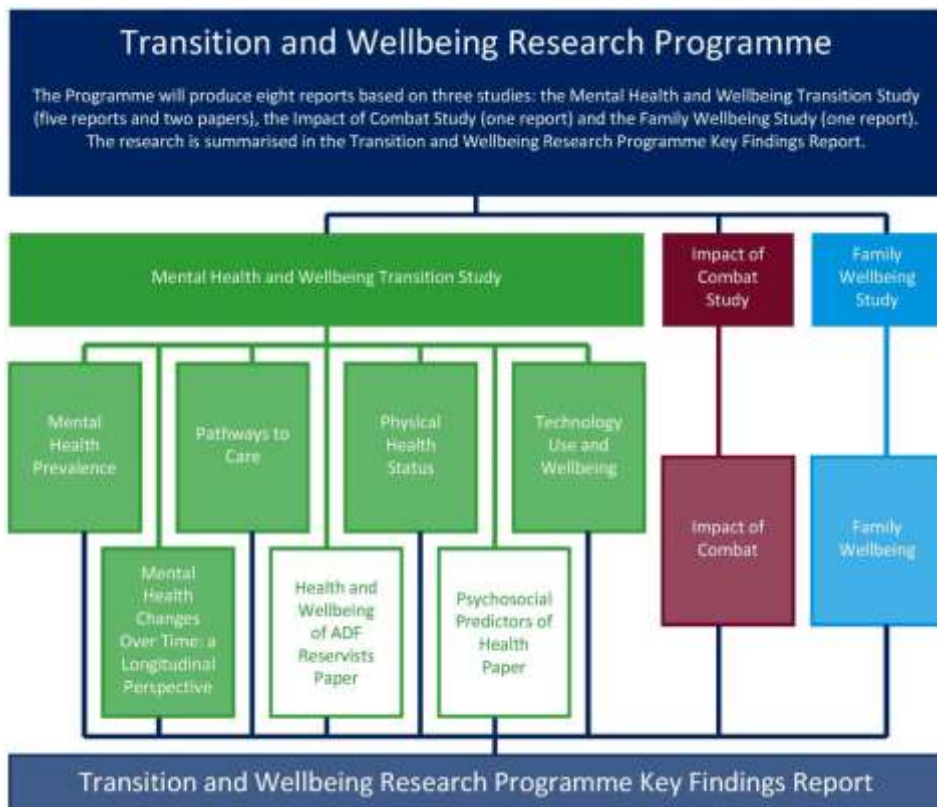 Transition and Wellbeing Research Programme
The Programme will produce eight reports based on three studies: the Mental Health and Wellbeing Transition Study
(five reports and two papers), the Impact of Combat Study (one report) and the Family Wellbeing Study (one report).
The research is summarised in the Transition and Wellbeing Research Programme Key Findings Report.
Mental Health and Wellbeing Transition Study
Impact of
Combat
Study
Family
Wellbeing
Study
Mental
Health
Prevalence
Pathways to
Care
Physical
Health
Status
Technology
Use and
Wellbeing
Impact of
Combat
Family
Wellbeing
Mental
Health
Changes
Over Time: a
Longitudinal
Perspective
Health and
Wellbeing
of ADF
Reservists
Paper
Psychosocial
Predictors of
Health
Paper
Transition and Wellbeing Research Programme Key Findings Report